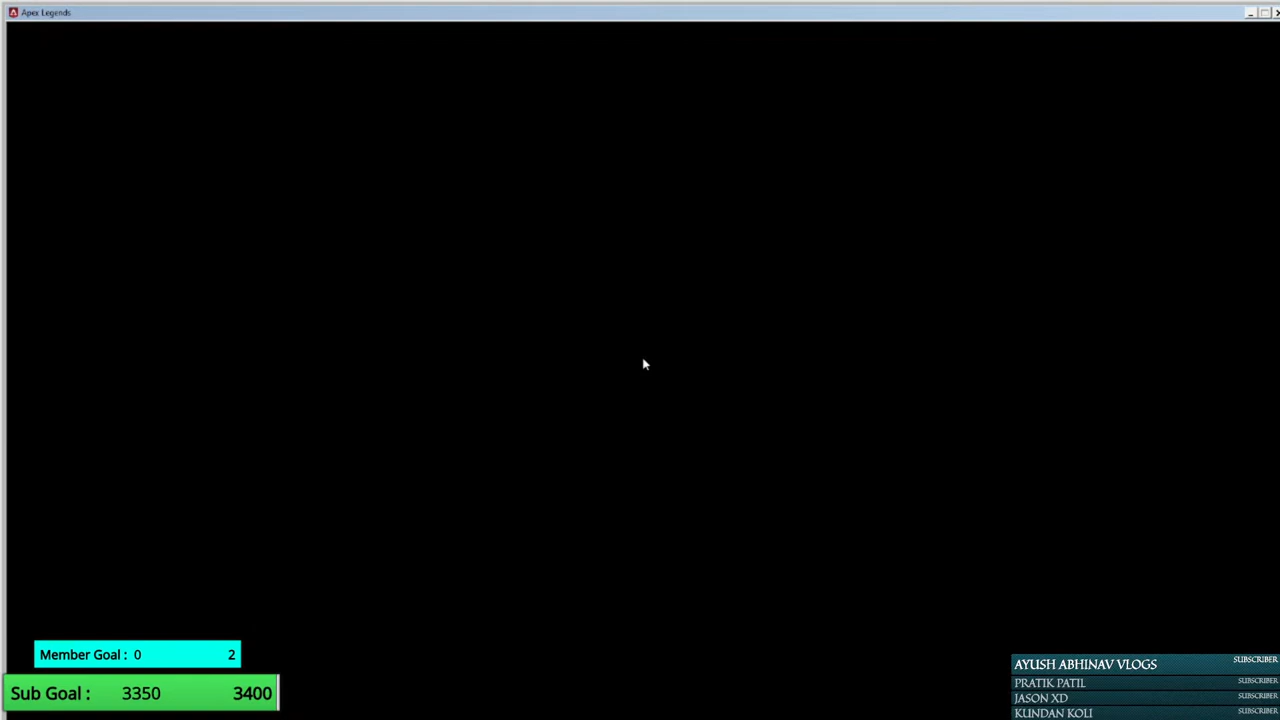 Apex Legends
Member Goal : 0 2
Sub Goal : 3350 3400
AYUSH ABHINAV VLOGS SUBSCRIBER
PRATIK PATIL SUBSCRIBER
JASON XD SUBSCRIBER
KUNDAN KOLI SUBSCRIBER